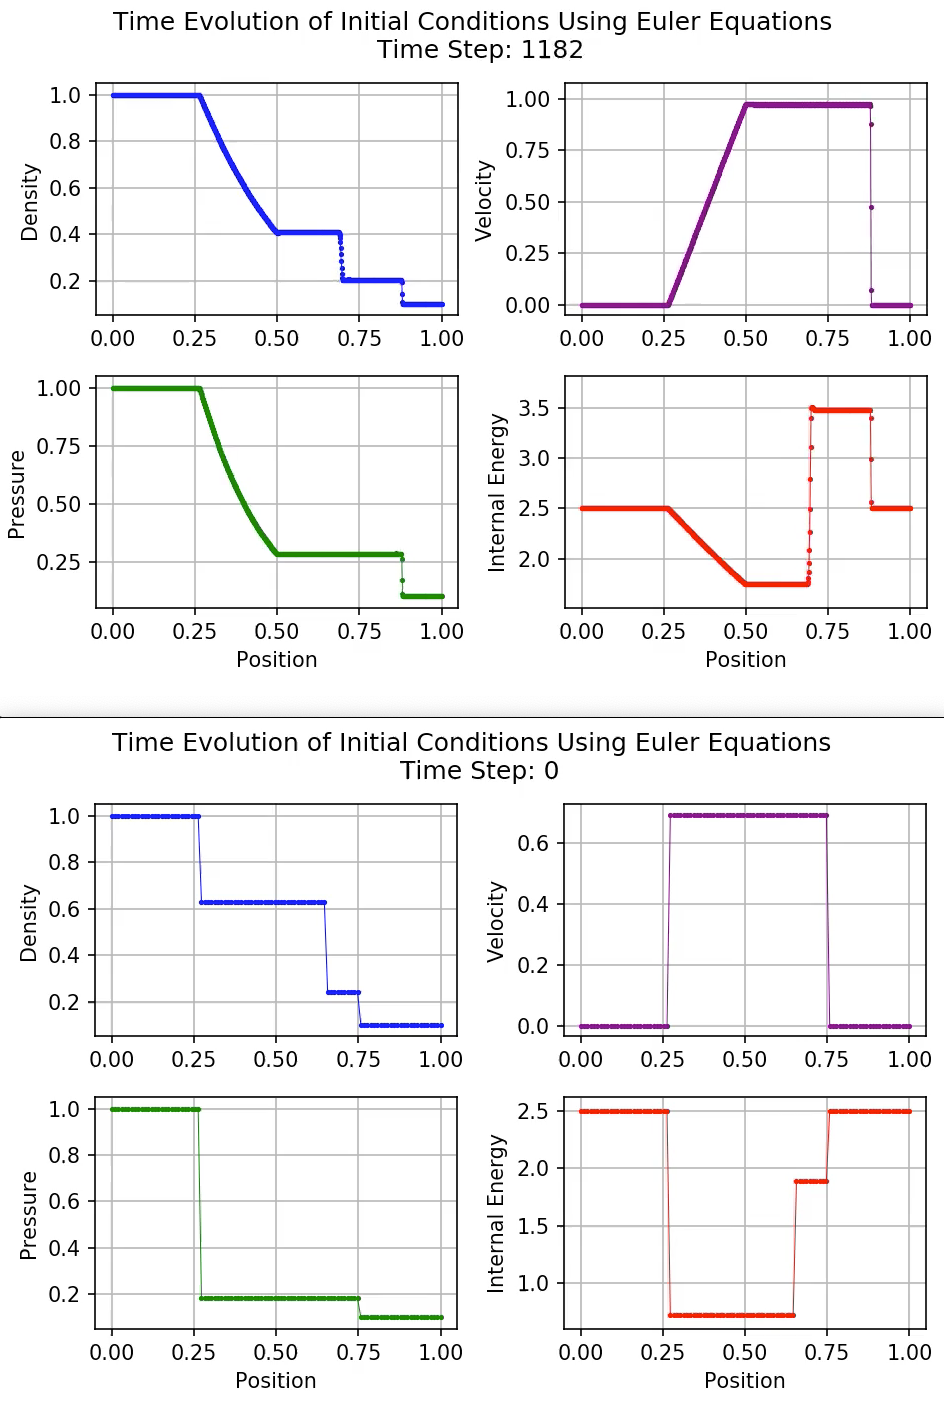 Time Evolution of Initial Conditions Using Euler Equations
Time Step: 1182
1.0
0.8
0.6
0.4
0.2
Density
0.00 0.25 0.50 0.75 1.00
1.00
0.75
0.50
0.25
0.00
Velocity
0.00 0.25 0.50 0.75 1.00
1.00
0.75
0.50
0.25
Pressure
0.00 0.25 0.50 0.75 1.00
Position
3.5
3.0
2.5
2.0
Internal Energy
0.00 0.25 0.50 0.75 1.00
Position
Time Evolution of Initial Conditions Using Euler Equations
Time Step: 0
1.0
0.8
0.6
0.4
0.2
Density
0.00 0.25 0.50 0.75 1.00
0.6
0.4
0.2
0.0
Velocity
0.00 0.25 0.50 0.75 1.00
1.0
0.8
0.6
0.4
0.2
Pressure
0.00 0.25 0.50 0.75 1.00
Position
2.5
2.0
1.5
1.0
Internal Energy
0.00 0.25 0.50 0.75 1.00
Position